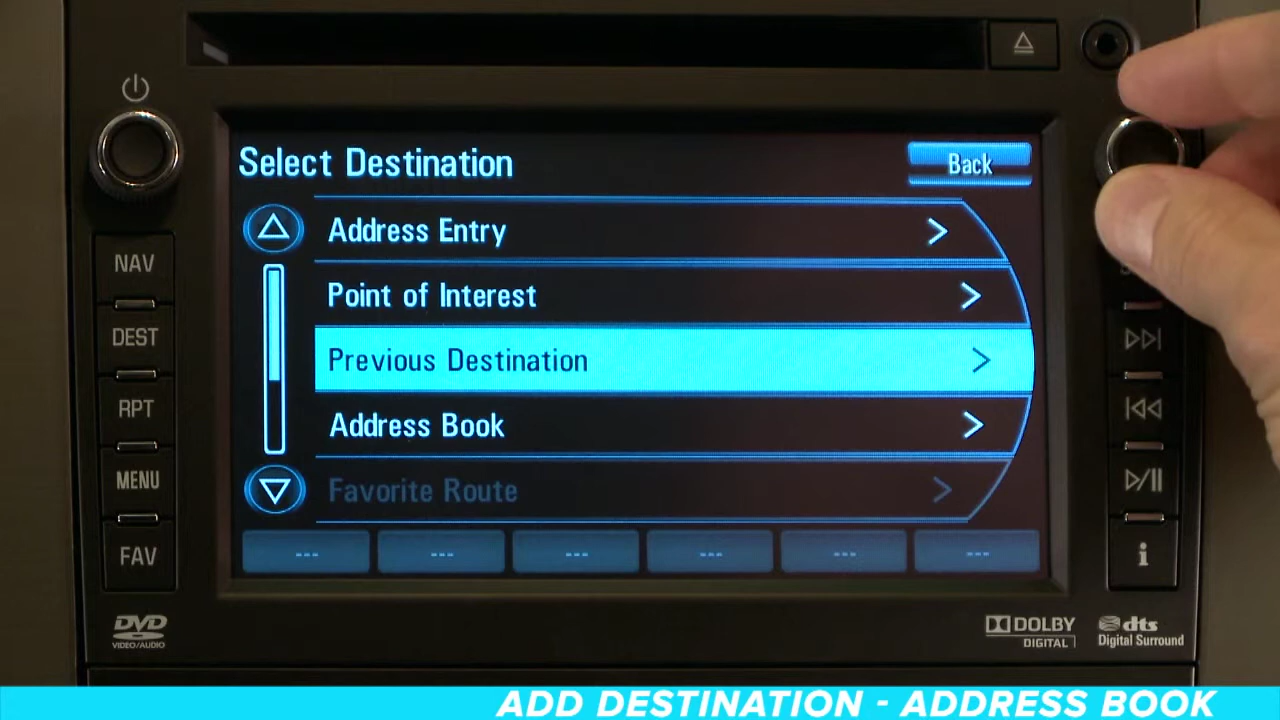 Select Destination
Back
Address Entry
Point of Interest
Previous Destination
Address Book
Favorite Route
--- --- --- --- --- ---
NAV
DEST
RPT
MENU
FAV
i
DVD
VIDEO/AUDIO
DOLBY
DIGITAL
dts
Digital Surround
ADD DESTINATION - ADDRESS BOOK